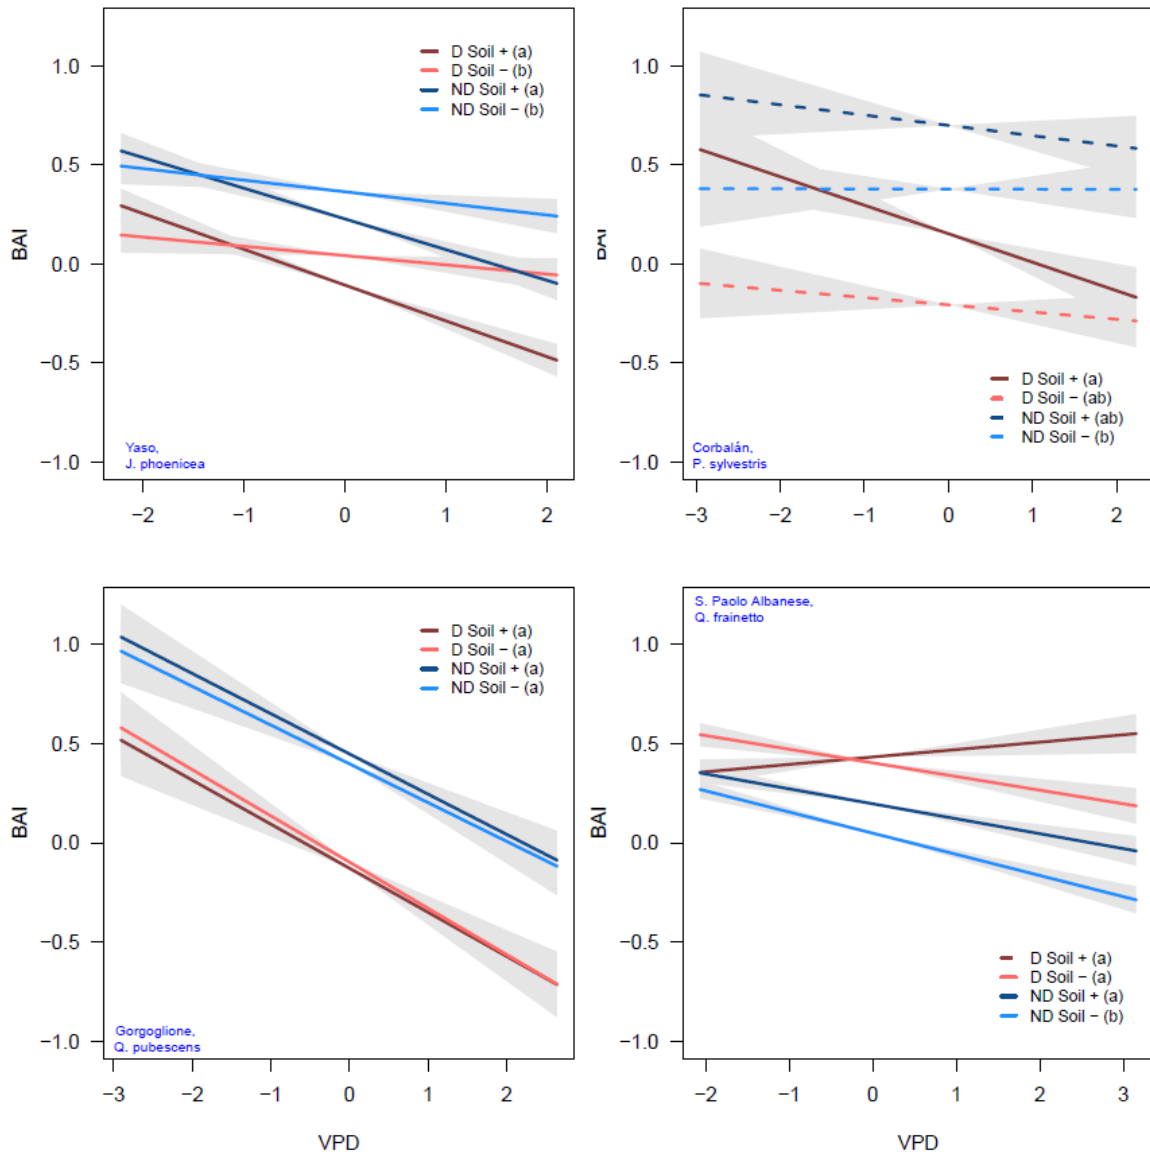 D Soil + (a)
D Soil − (b)
ND Soil + (a)
ND Soil − (b)
1.0
0.5
0.0
−0.5
−1.0
BAI
Yaso,
J. phoenicea
−2
−1
0
1
2
D Soil + (a)
D Soil − (ab)
ND Soil + (ab)
ND Soil − (b)
1.0
0.5
0.0
−0.5
−1.0
BAI
Corbalán,
P. sylvestris
−3
−2
−1
0
1
2
D Soil + (a)
D Soil − (a)
ND Soil + (a)
ND Soil − (a)
1.0
0.5
0.0
−0.5
−1.0
BAI
Gorgoglione,
Q. pubescens
−3
−2
−1
0
1
2
VPD
S. Paolo Albanese,
Q. frainetto
1.0
0.5
0.0
−0.5
−1.0
BAI
D Soil + (a)
D Soil − (a)
ND Soil + (a)
ND Soil − (b)
−2
−1
0
1
2
3
VPD